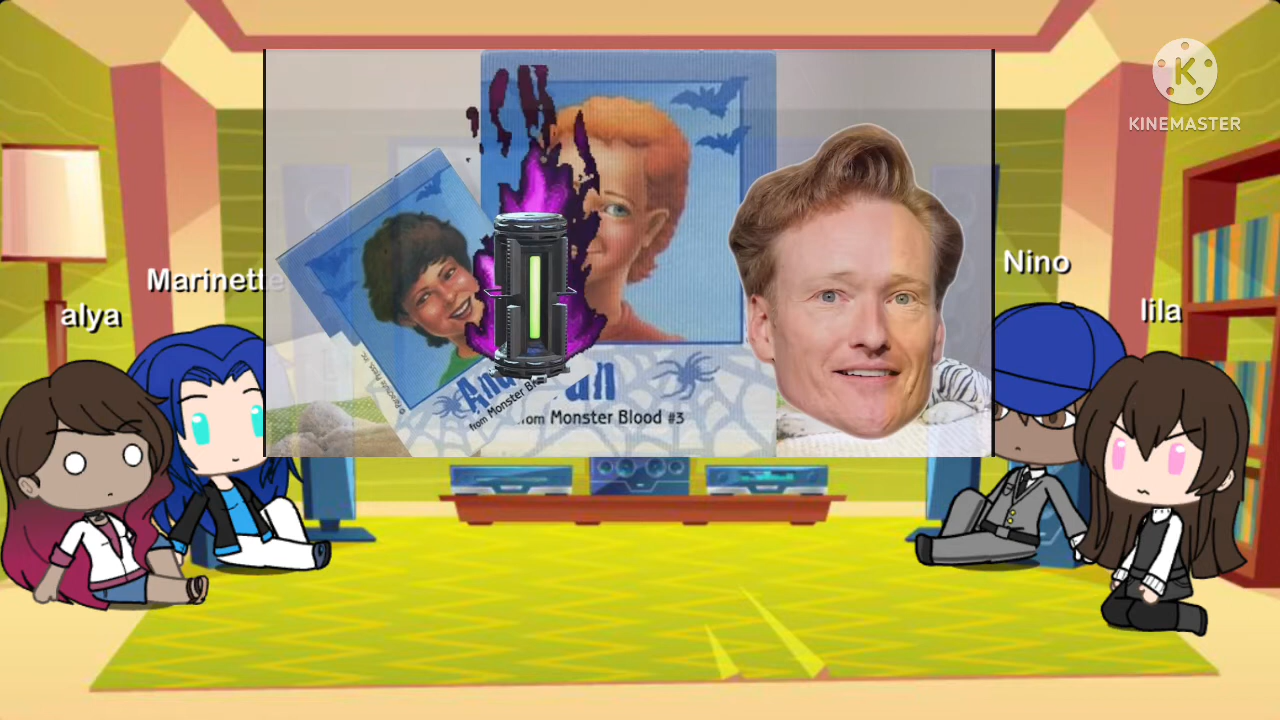 KINEMASTER
Marinette
alya
Nino
lila
from Monster Blood #3